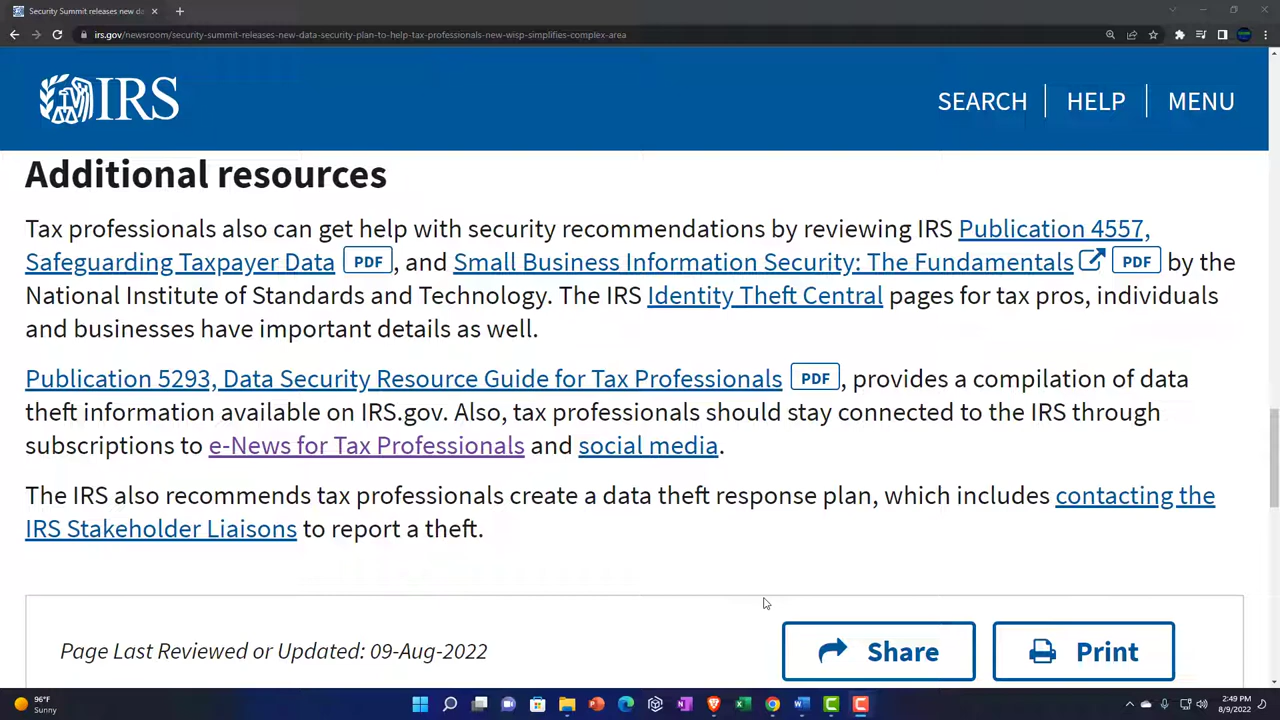 Security Summit releases new da
irs.gov/newsroom/security-summit-releases-new-data-security-plan-to-help-tax-professionals-new-wisp-simplifies-complex-area
IRS
SEARCH HELP MENU
Additional resources
Tax professionals also can get help with security recommendations by reviewing IRS Publication 4557,
Safeguarding Taxpayer Data PDF , and Small Business Information Security: The Fundamentals PDF by the
National Institute of Standards and Technology. The IRS Identity Theft Central pages for tax pros, individuals
and businesses have important details as well.
Publication 5293, Data Security Resource Guide for Tax Professionals PDF , provides a compilation of data
theft information available on IRS.gov. Also, tax professionals should stay connected to the IRS through
subscriptions to e-News for Tax Professionals and social media.
The IRS also recommends tax professionals create a data theft response plan, which includes contacting the
IRS Stakeholder Liaisons to report a theft.
Page Last Reviewed or Updated: 09-Aug-2022
Share Print
96°F
Sunny
2:49 PM
8/9/2022